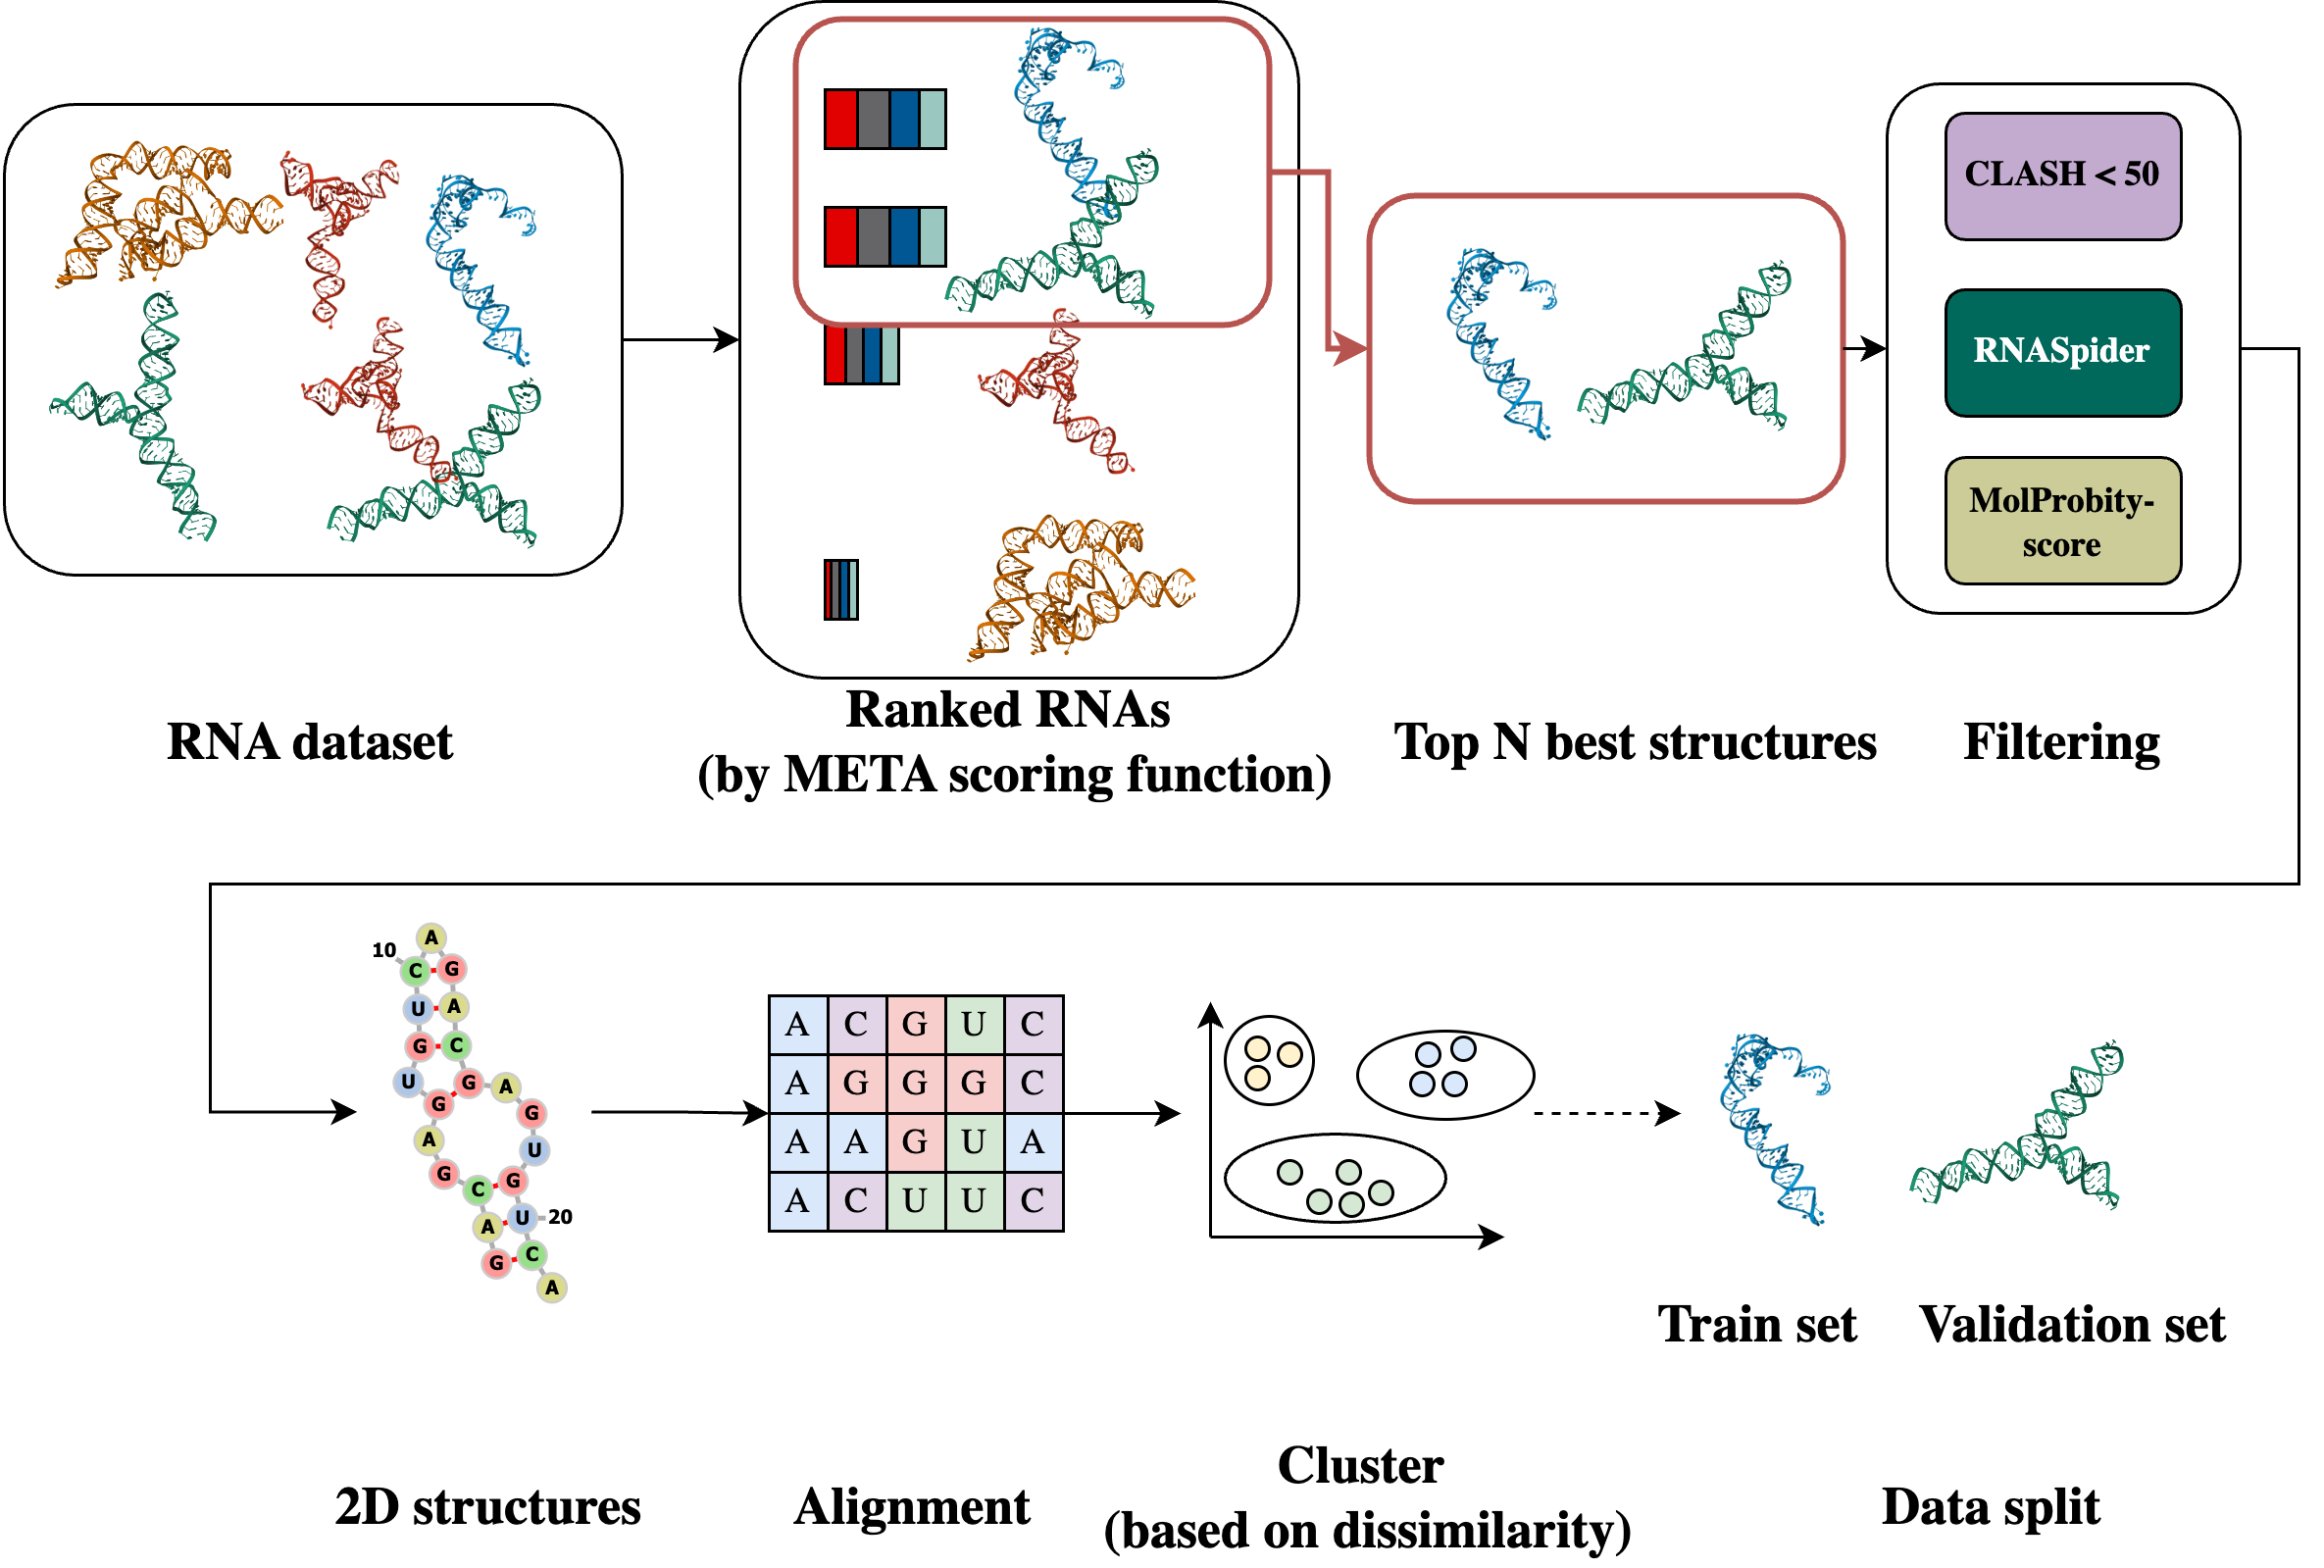 CLASH < 50
RNASpider
MolProbity-
score
RNA dataset
Ranked RNAs
(by META scoring function)
Top N best structures
Filtering
10
A
C G
U A
G C
U G A
G G
A U
G C G
A U 20
G C
A
A C G U C
A G G G C
A A G U A
A C U U C
Train set
Validation set
2D structures
Alignment
Cluster
(based on dissimilarity)
Data split